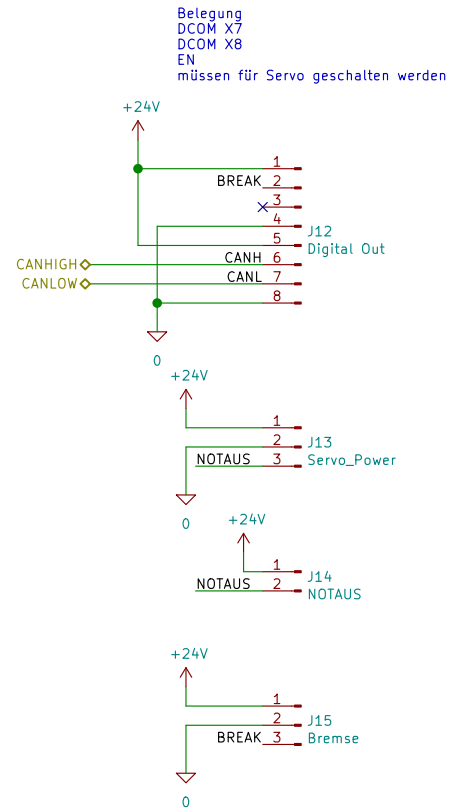 Belegung
DCOM X7
DCOM X8
EN
müssen für Servo geschalten werden
+24V
1
BREAK 2
3
4
J12
5
Digital Out
CANHIGH CANH 6
CANLOW CANL 7
8
0
+24V
1
2
J13
NOTAUS 3
Servo_Power
0
+24V
1
J14
NOTAUS 2
NOTAUS
+24V
1
2
J15
BREAK 3
Bremse
0